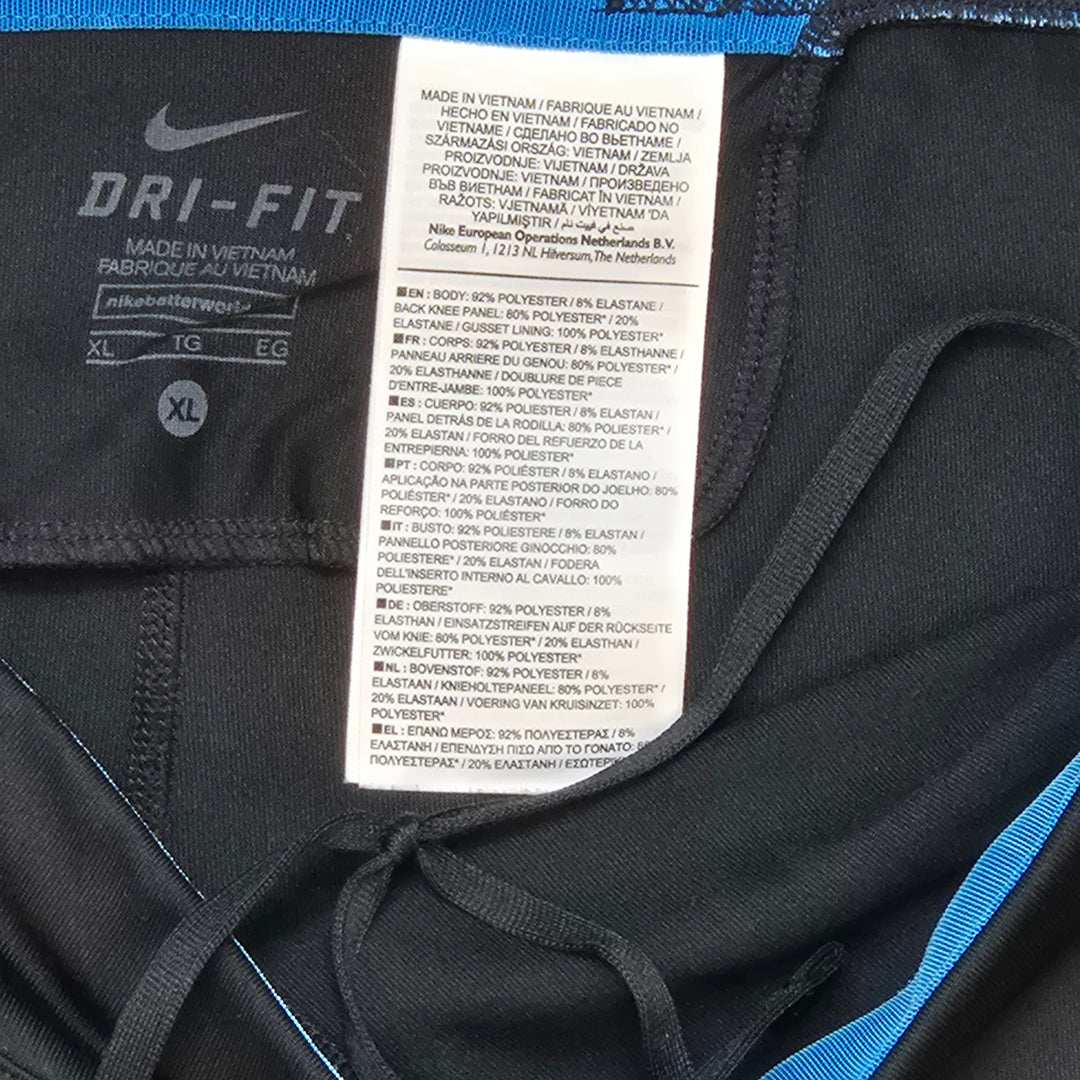 DRI-FIT
MADE IN VIETNAM
FABRIQUE AU VIETNAM
XL TG EG
XL
MADE IN VIETNAM / FABRIQUE AU VIETNAM /
HECHO EN VIETNAM / FABRICADO NO
VIETNAME / СДЕЛАНО ВО ВЬЕТНАМЕ /
SZÁRMAZÁSI ORSZÁG: VIETNAM / ZEMLJA
PROIZVODNJE: VIJETNAM / DRŽAVA
PROIZVODNJE: VIETNAM / ПРОИЗВЕДЕНО
ВЪВ ВИЕТНАМ / FABRICAT ÎN VIETNAM /
RAŽOTS: VJETNAMĀ / VİYETNAM 'DA
YAPILMIŞTIR / صنع في فييت نام
Nike European Operations Netherlands B.V.
Colosseum 1, 1213 NL Hilversum, The Netherlands
EN : BODY: 92% POLYESTER / 8% ELASTANE /
BACK KNEE PANEL: 80% POLYESTER* / 20%
ELASTANE / GUSSET LINING: 100% POLYESTER*
FR : CORPS: 92% POLYESTER / 8% ELASTHANNE /
PANNEAU ARRIERE DU GENOU: 80% POLYESTER* /
20% ELASTHANNE / DOUBLURE DE PIECE
D'ENTRE-JAMBE: 100% POLYESTER*
ES : CUERPO: 92% POLIESTER / 8% ELASTAN /
PANEL DETRÁS DE LA RODILLA: 80% POLIESTER* /
20% ELASTAN / FORRO DEL REFUERZO DE LA
ENTREPIERNA: 100% POLIESTER*
PT : CORPO: 92% POLIÉSTER / 8% ELASTANO /
APLICAÇÃO NA PARTE POSTERIOR DO JOELHO: 80%
POLIÉSTER* / 20% ELASTANO / FORRO DO
REFORÇO: 100% POLIÉSTER*
IT : BUSTO: 92% POLIESTERE / 8% ELASTAN /
PANNELLO POSTERIORE GINOCCHIO: 80%
POLIESTERE* / 20% ELASTAN / FODERA
DELL'INSERTO INTERNO AL CAVALLO: 100%
POLIESTERE*
DE : OBERSTOFF: 92% POLYESTER / 8%
ELASTHAN / EINSATZSTREIFEN AUF DER RÜCKSEITE
VOM KNIE: 80% POLYESTER* / 20% ELASTHAN /
ZWICKELFUTTER: 100% POLYESTER*
NL : BOVENSTOF: 92% POLYESTER / 8%
ELASTAAN / KNIEHOLTEPANEEL: 80% POLYESTER* /
20% ELASTAAN / VOERING VAN KRUISINZET: 100%
POLYESTER*
EL : ΕΠΑΝΩ ΜΕΡΟΣ: 92% ΠΟΛΥΕΣΤΕΡΑΣ / 8%
ΕΛΑΣΤΑΝΗ / ΕΠΕΝΔΥΣΗ ΠΙΣΩ ΑΠΟ ΤΟ ΓΟΝΑΤΟ:
ΠΟΛΥΕΣΤΕΡΑΣ* / 20% ΕΛΑΣΤΑΝΗ /